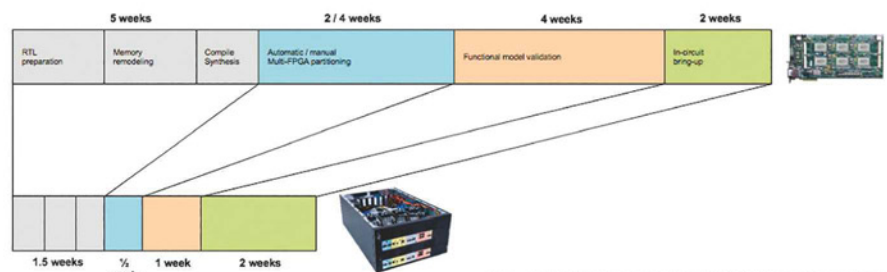 5 weeks
2 / 4 weeks
4 weeks
2 weeks
RTL
preparation
Memory
remodeling
Compile
Synthesis
Automatic / manual
Multi-FPGA partitioning
Functional model validation
In-circuit
bring-up
1.5 weeks
½
1 week
2 weeks